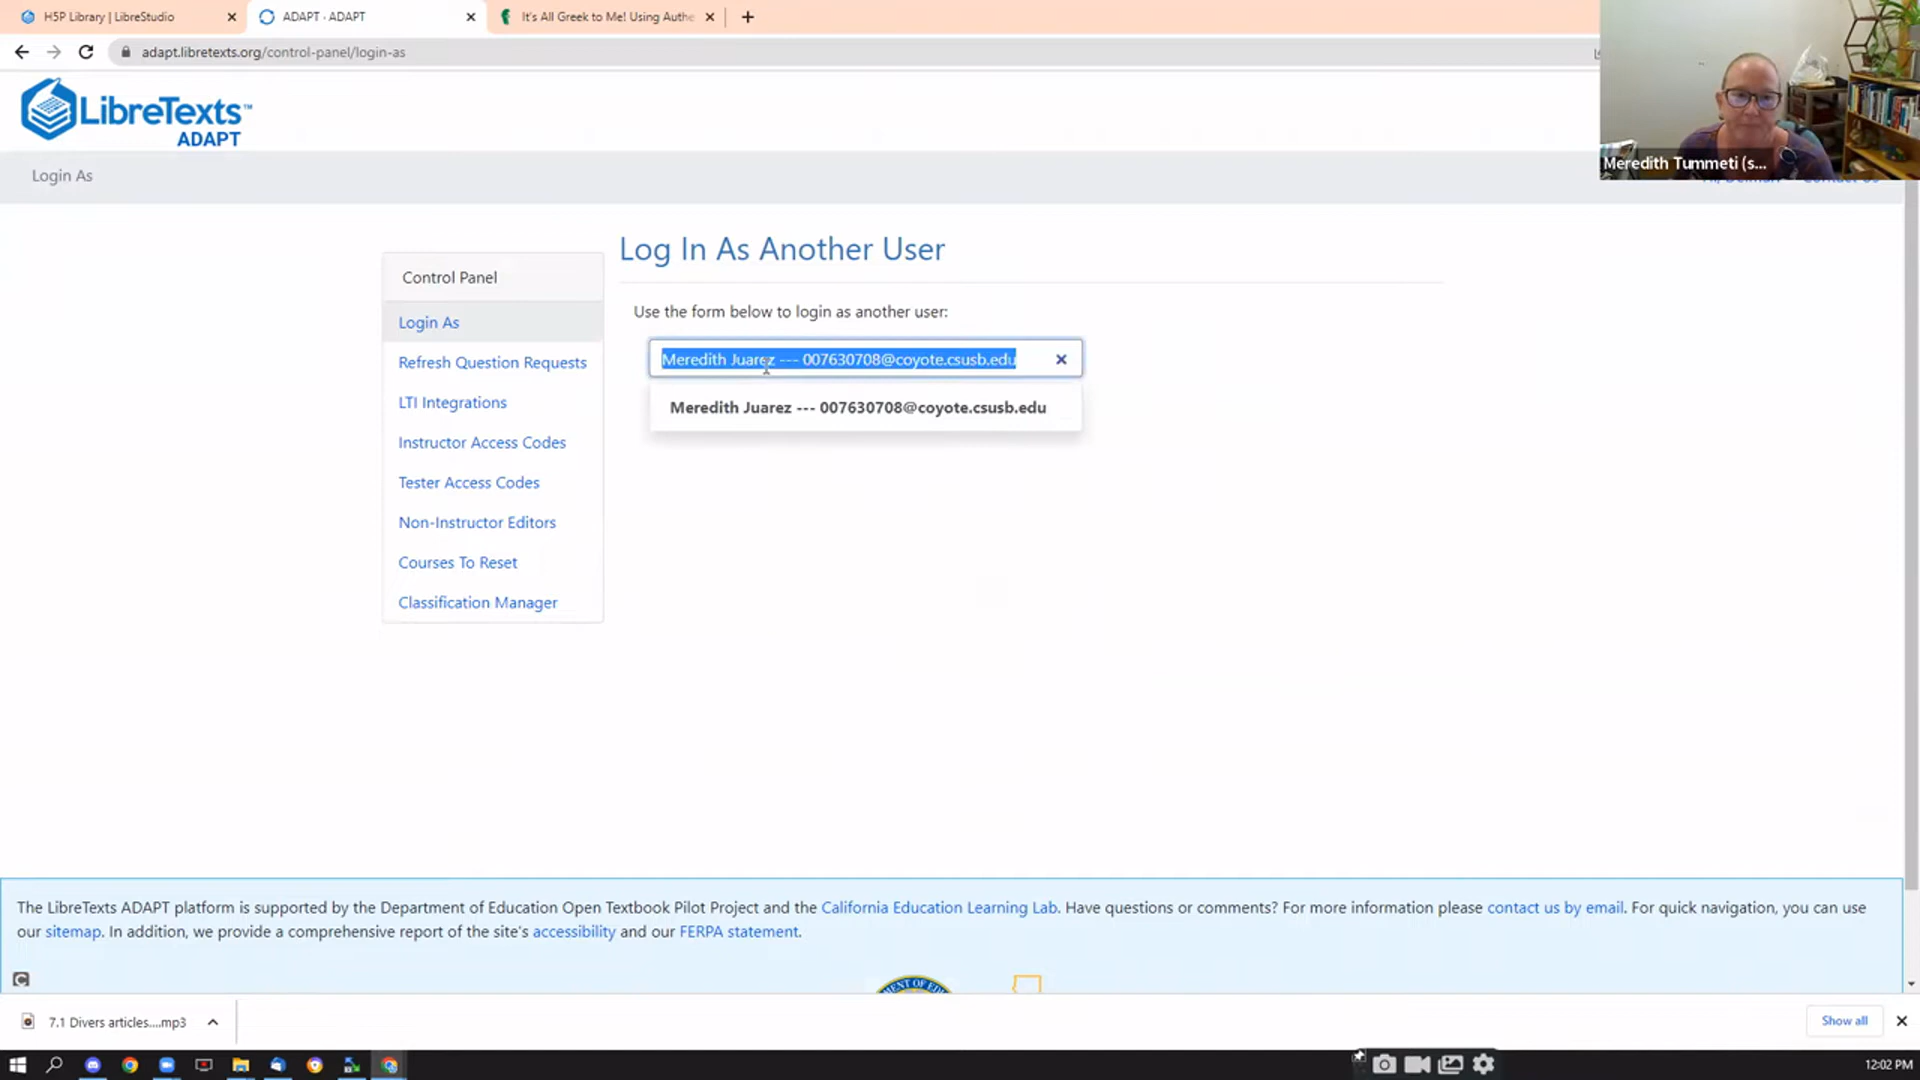 H5P Library | LibreStudio
ADAPT - ADAPT
It's All Greek to Me! Using Authe
adapt.libretexts.org/control-panel/login-as
LibreTexts™
ADAPT
Meredith Tummeti (s...
Login As
Log In As Another User
Control Panel
Use the form below to login as another user:
Login As
Meredith Juarez --- 007630708@coyote.csusb.edu
Refresh Question Requests
LTI Integrations
Meredith Juarez --- 007630708@coyote.csusb.edu
Instructor Access Codes
Tester Access Codes
Non-Instructor Editors
Courses To Reset
Classification Manager
The LibreTexts ADAPT platform is supported by the Department of Education Open Textbook Pilot Project and the California Education Learning Lab. Have questions or comments? For more information please contact us by email. For quick navigation, you can use
our sitemap. In addition, we provide a comprehensive report of the site's accessibility and our FERPA statement.
7.1 Divers articles....mp3
Show all
12:02 PM